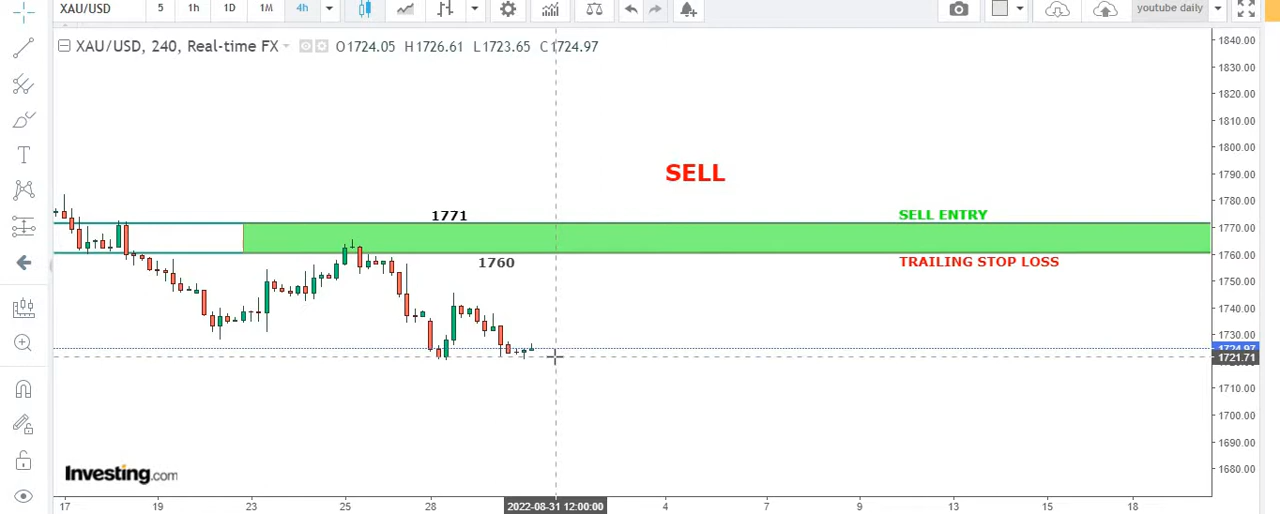 XAU/USD 5 1h 1D 1M 4h youtube daily
XAU/USD, 240, Real-time FX O1724.05 H1726.61 L1723.65 C1724.97
1840.00
1830.00
1820.00
1810.00
1800.00
1790.00
SELL
1780.00
1771
SELL ENTRY
1770.00
1760
TRAILING STOP LOSS
1760.00
1750.00
1740.00
1730.00
1724.97
1721.71
1710.00
1700.00
1690.00
Investing.com
1680.00
17 19 23 25 28 2022-08-31 12:00:00 4 7 9 13 15 18